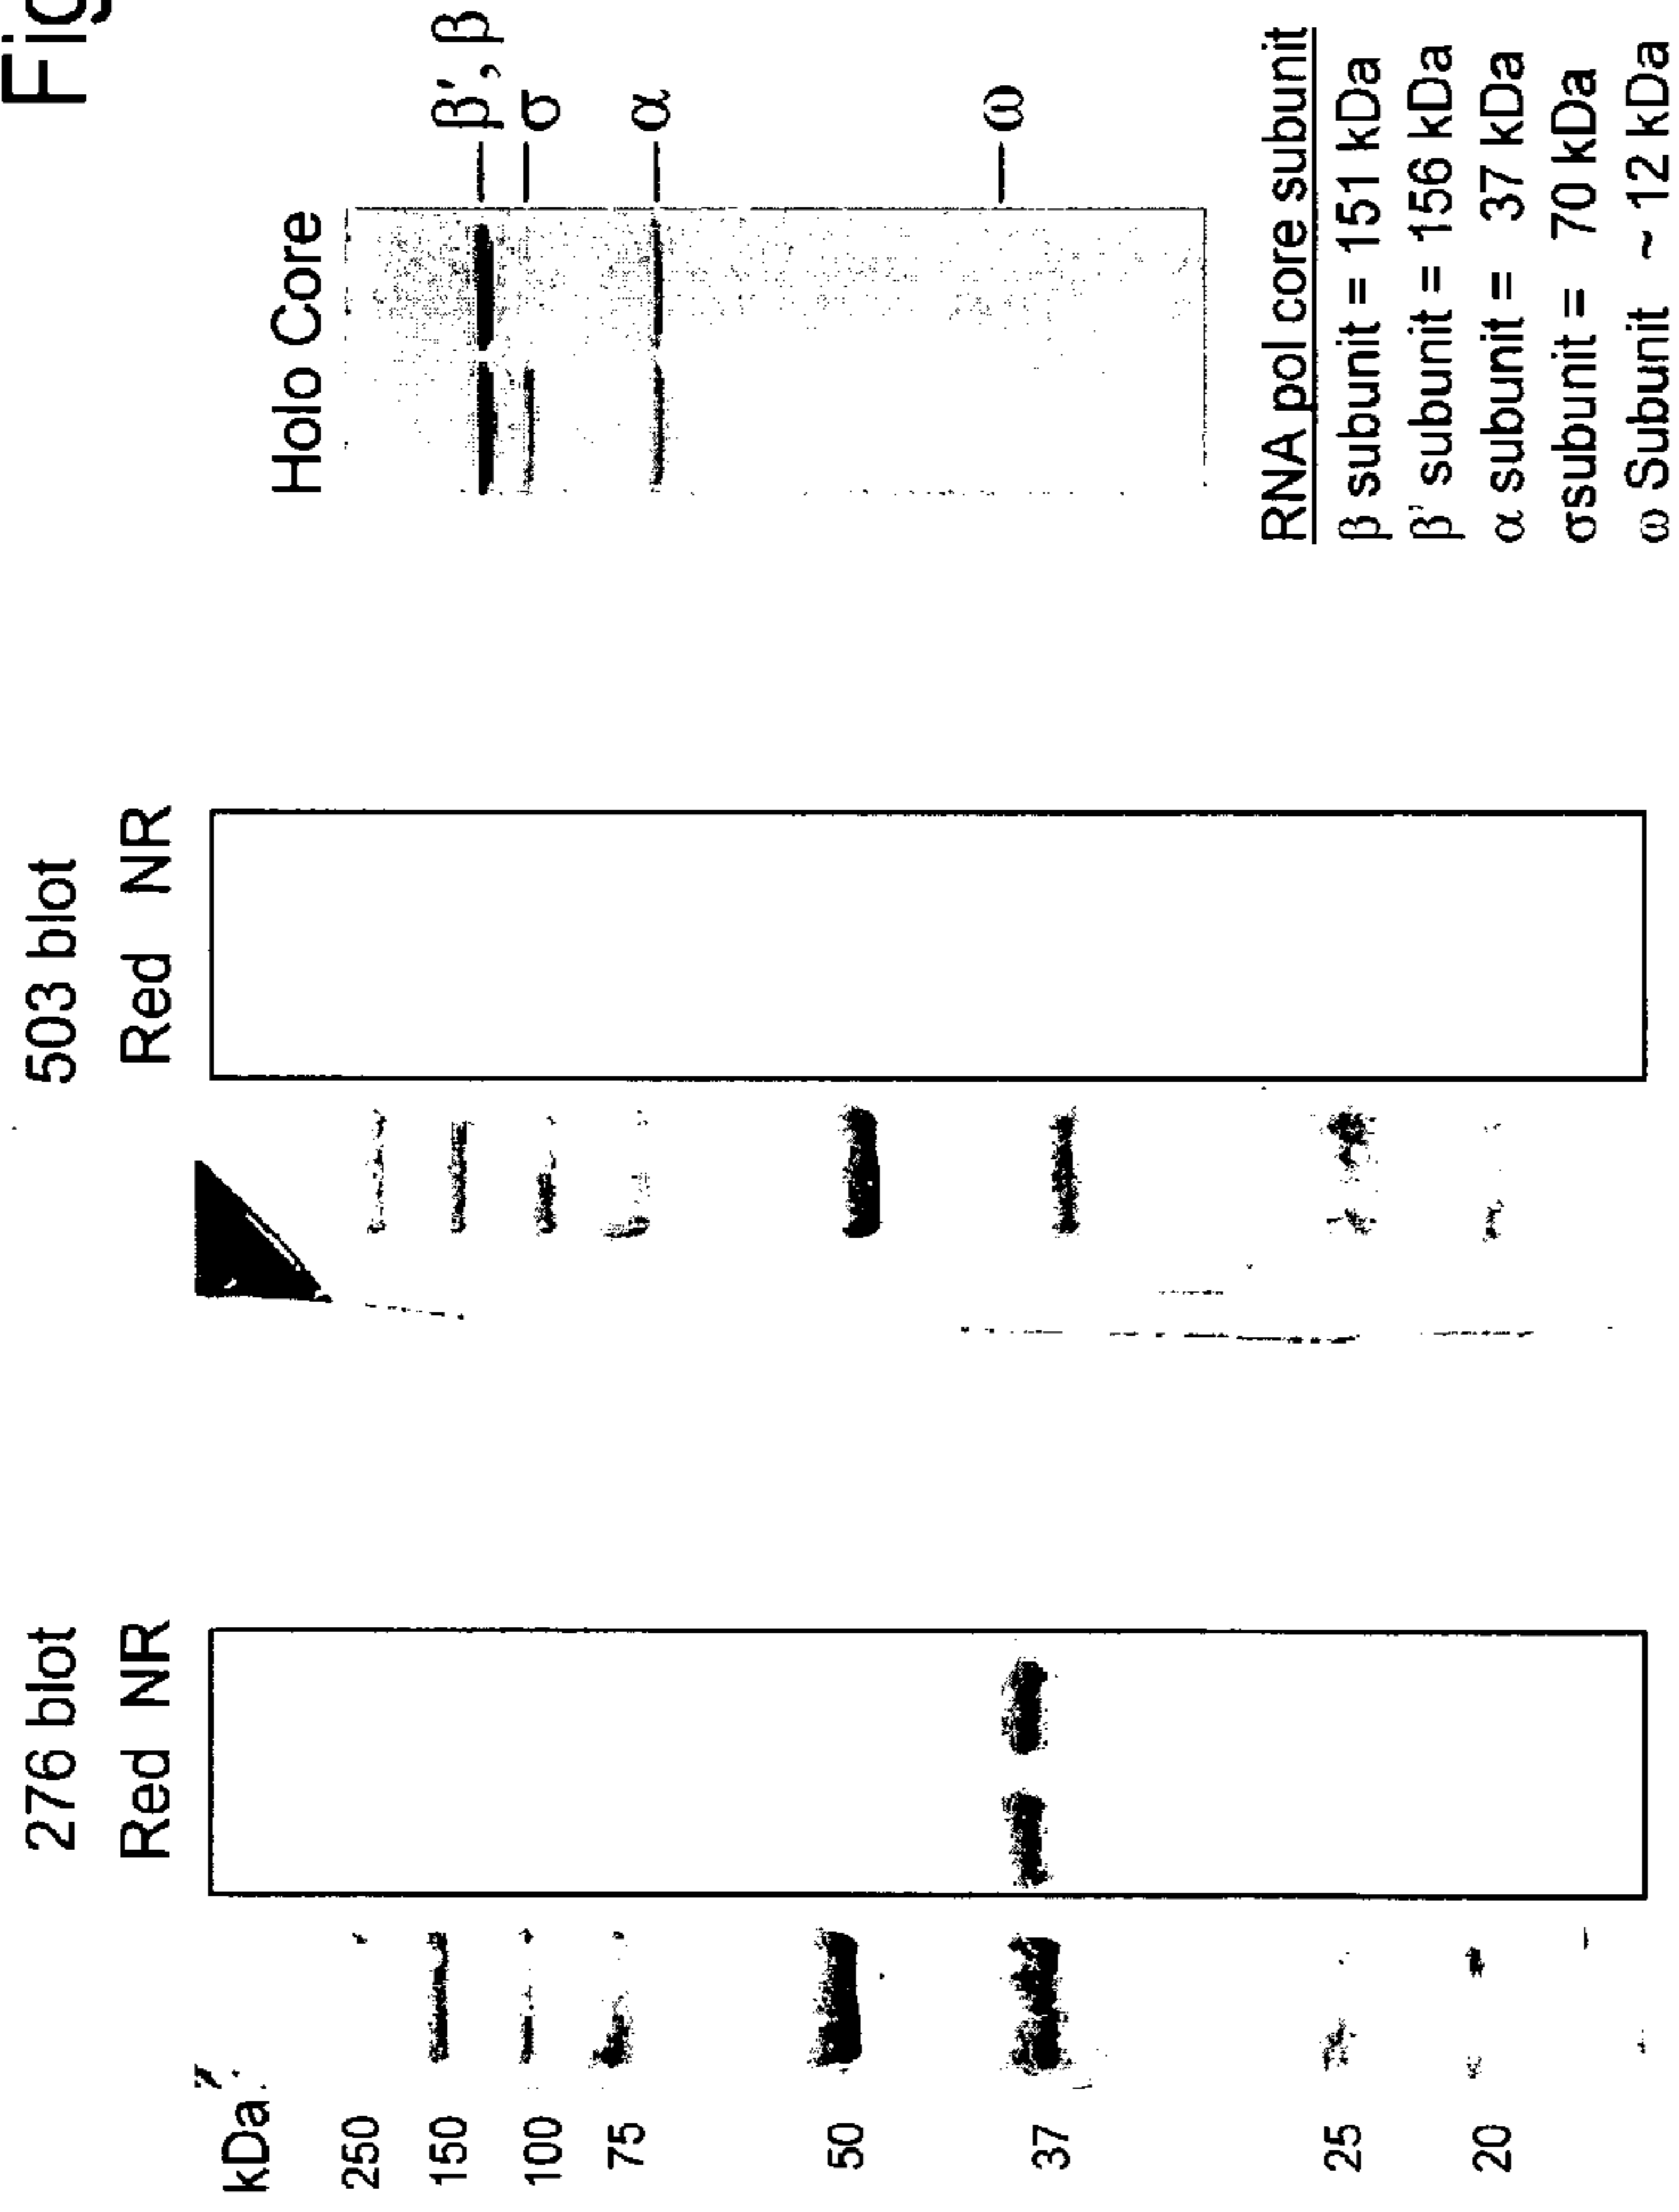 Fig
276 blot
Red NR
kDa
250
150
100
75
50
37
25
20
503 blot
Red NR
Holo Core
β', β
σ
α
ω
RNA pol core subunit
β subunit = 151 kDa
β' subunit = 156 kDa
α subunit = 37 kDa
σsubunit = 70 kDa
ω Subunit ~ 12 kDa